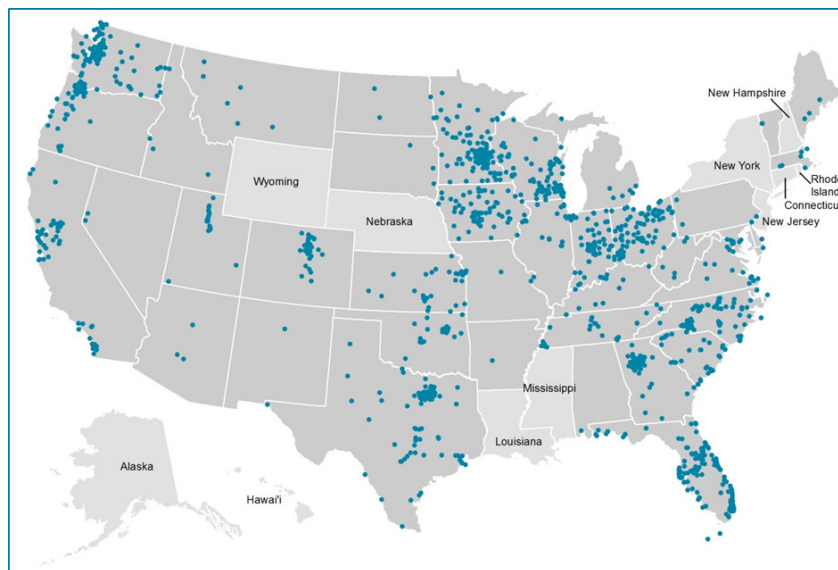 New Hampshire
New York
Rhode
Island
Connecticu
New Jersey
Wyoming
Nebraska
Mississippi
Louisiana
Alaska
Hawai'i